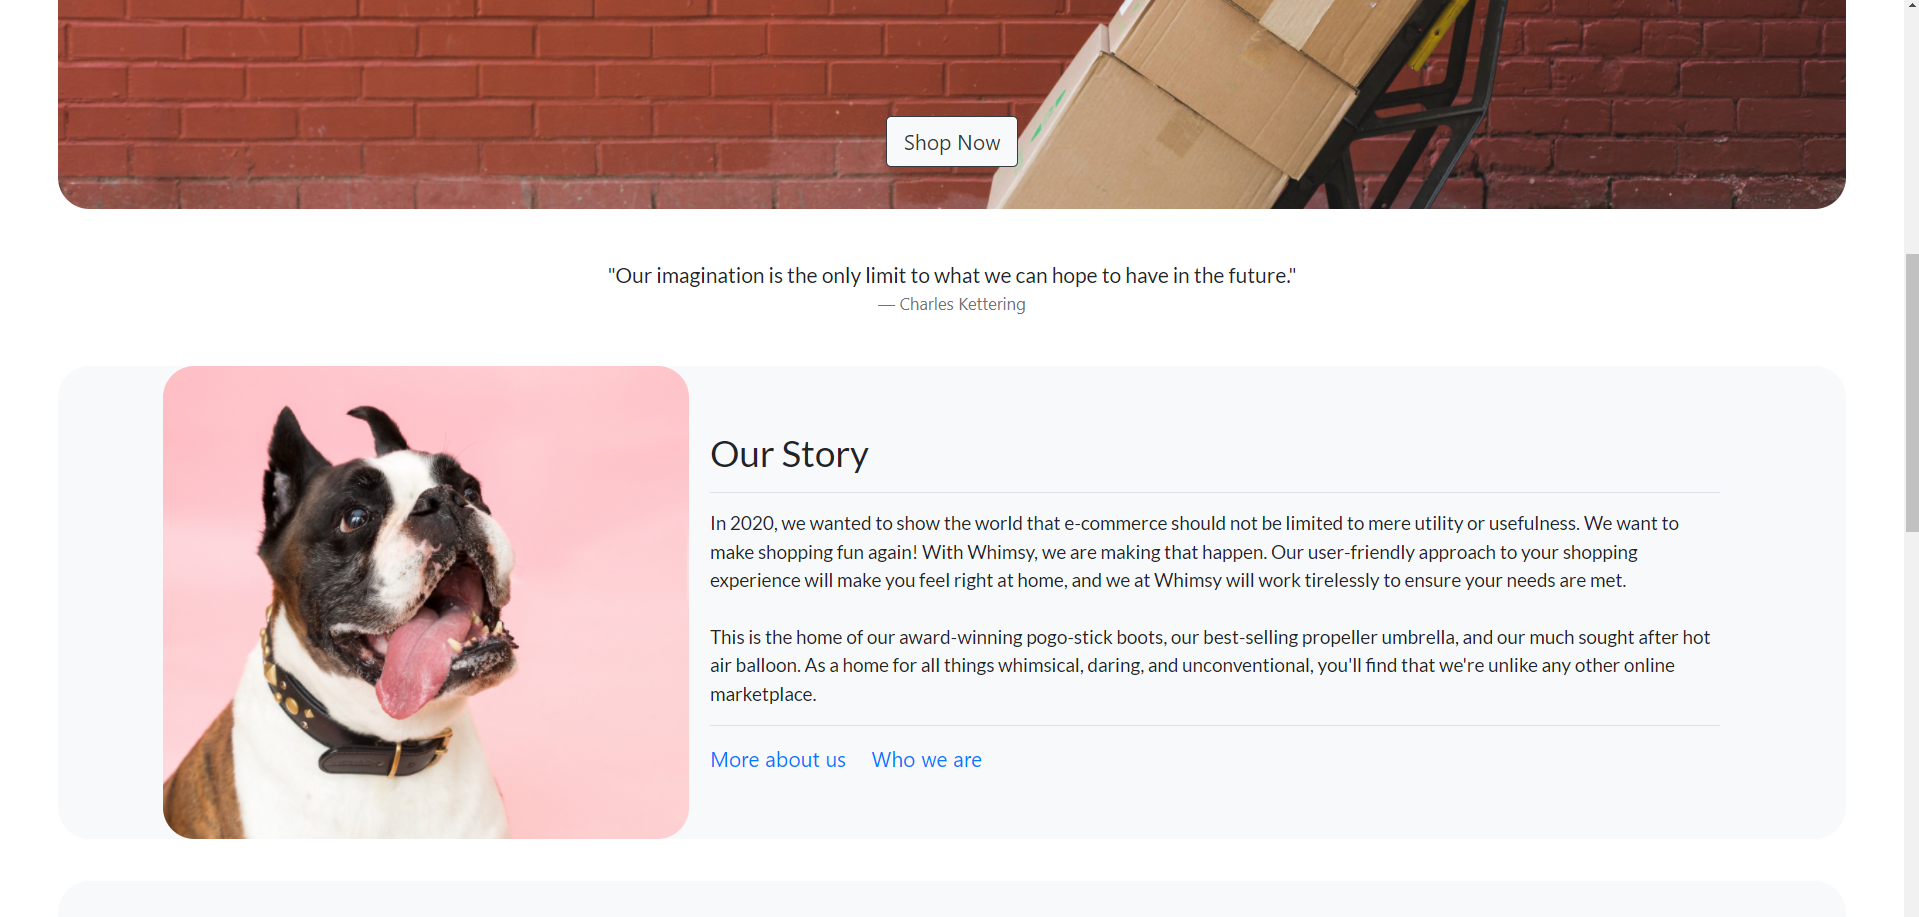 Shop Now
"Our imagination is the only limit to what we can hope to have in the future."
— Charles Kettering
Our Story
In 2020, we wanted to show the world that e-commerce should not be limited to mere utility or usefulness. We want to
make shopping fun again! With Whimsy, we are making that happen. Our user-friendly approach to your shopping
experience will make you feel right at home, and we at Whimsy will work tirelessly to ensure your needs are met.
This is the home of our award-winning pogo-stick boots, our best-selling propeller umbrella, and our much sought after hot
air balloon. As a home for all things whimsical, daring, and unconventional, you'll find that we're unlike any other online
marketplace.
More about us Who we are